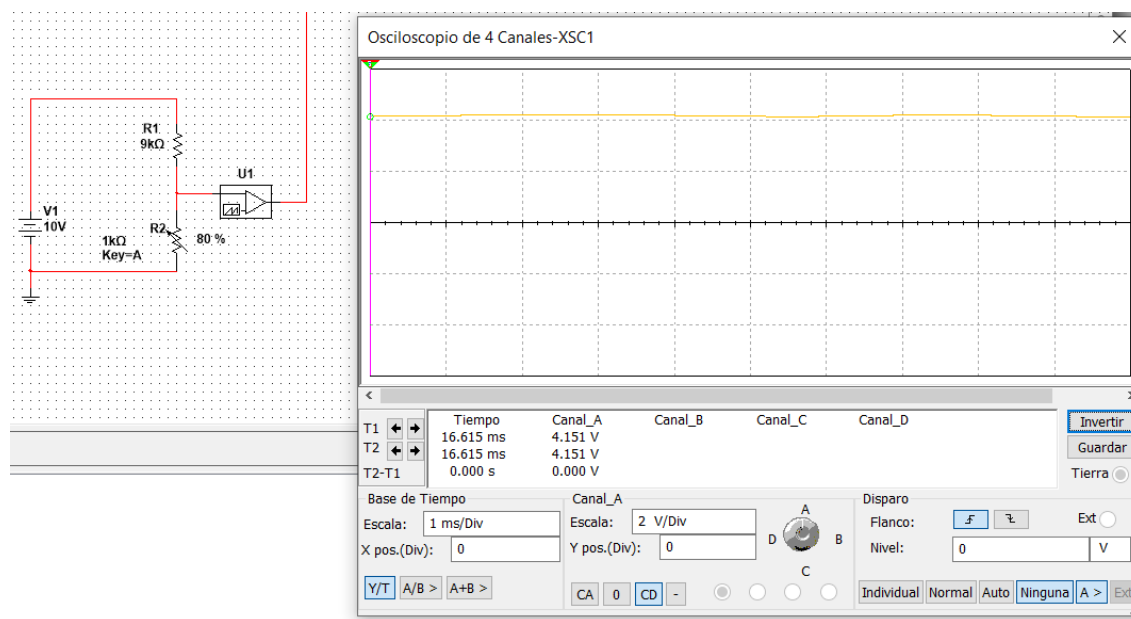 Osciloscopio de 4 Canales-XSC1
R1
9kΩ
U1
V1
10V
R2
80 %
1kΩ
Key=A
Tiempo Canal_A Canal_B Canal_C Canal_D
T1 16.615 ms 4.151 V
T2 16.615 ms 4.151 V
T2-T1 0.000 s 0.000 V
Invertir
Guardar
Tierra
Base de Tiempo
Escala: 1 ms/Div
X pos.(Div): 0
Y/T A/B > A+B >
Canal_A
Escala: 2 V/Div
Y pos.(Div): 0
CA 0 CD -
A
D B
C
Disparo
Flanco: Ext
Nivel: 0 V
Individual Normal Auto Ninguna A > Ext